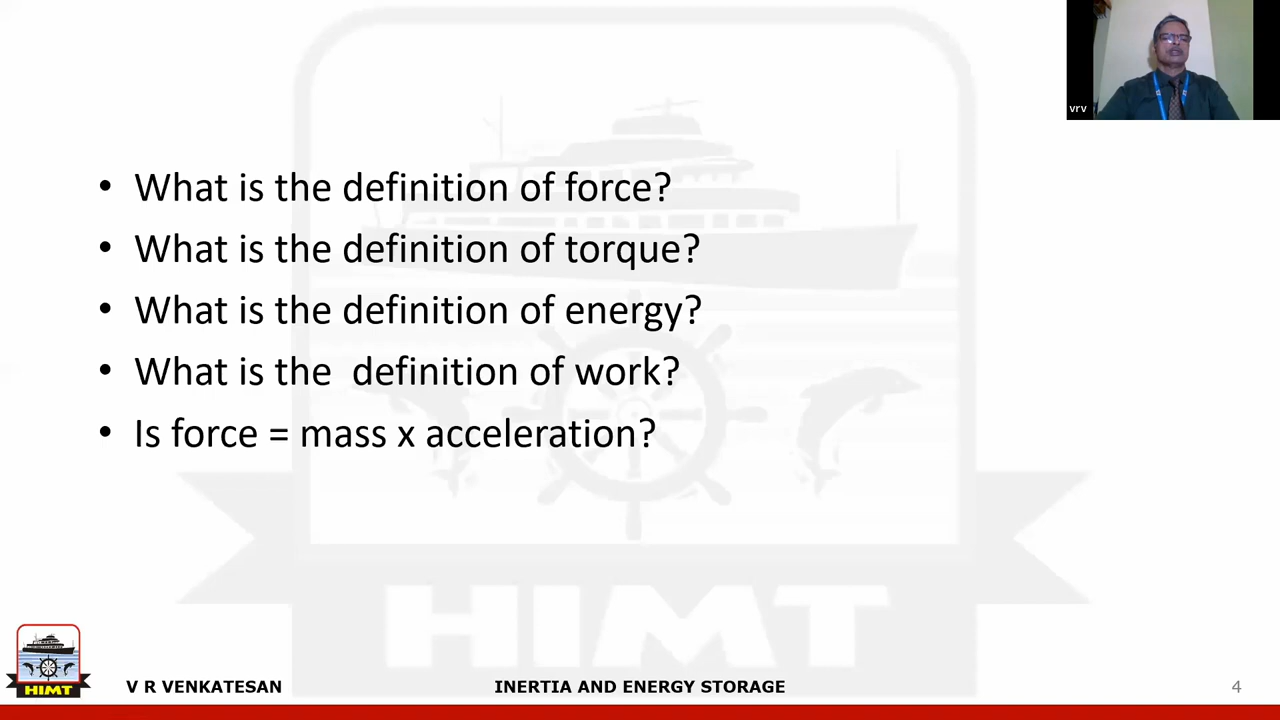 vrv
• What is the definition of force?
• What is the definition of torque?
• What is the definition of energy?
• What is the  definition of work?
• Is force = mass x acceleration?
HIMT
HIMT
V R VENKATESAN
INERTIA AND ENERGY STORAGE
4